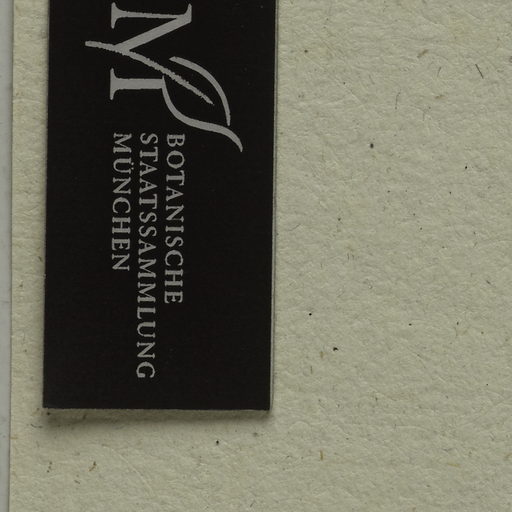 M
BOTANISCHE
STAATSSAMMLUNG
MÜNCHEN